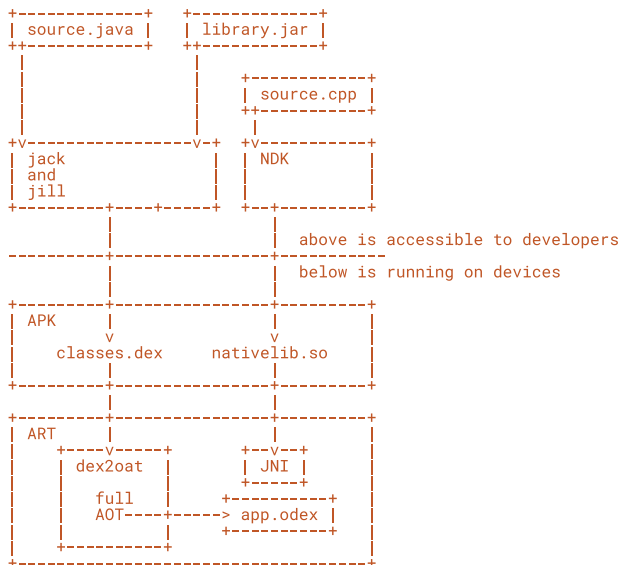 source.java library.jar
source.cpp
jack NDK
and
jill
above is accessible to developers
below is running on devices
APK
classes.dex nativelib.so
ART
dex2oat JNI
full
AOT app.odex